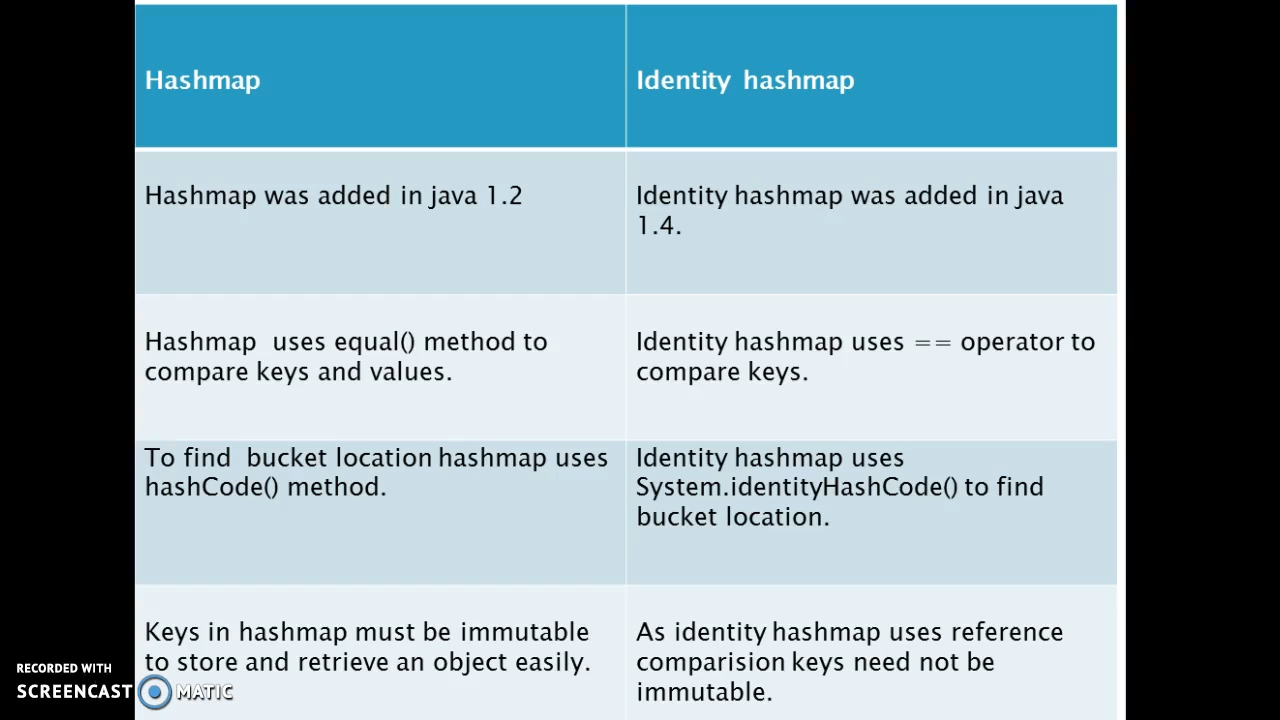 Hashmap
Identity hashmap
Hashmap was added in java 1.2
Identity hashmap was added in java
1.4.
Hashmap uses equal() method to
compare keys and values.
Identity hashmap uses == operator to
compare keys.
To find bucket location hashmap uses
hashCode() method.
Identity hashmap uses
System.identityHashCode() to find
bucket location.
Keys in hashmap must be immutable
to store and retrieve an object easily.
As identity hashmap uses reference
comparision keys need not be
immutable.
RECORDED WITH
SCREENCAST MATIC